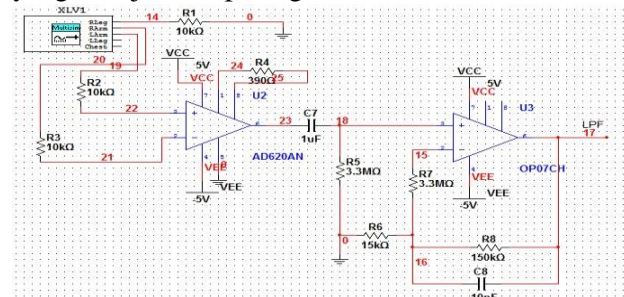 XLV1
Multisim
RLeg
RArm
LArm
LLeg
Chest
14
R1
10kΩ
0
20
19
R2
10kΩ
22
R3
10kΩ
21
VCC
5V
VCC
24
R4
390Ω
25
U2
23
AD620AN
VEE
0
VEE
-5V
C7
1uF
18
R5
3.3MΩ
0
R6
15kΩ
VCC
5V
VCC
U3
15
R7
3.3MΩ
OP07CH
VEE
VEE
-5V
LPF
17
16
R8
150kΩ
C8